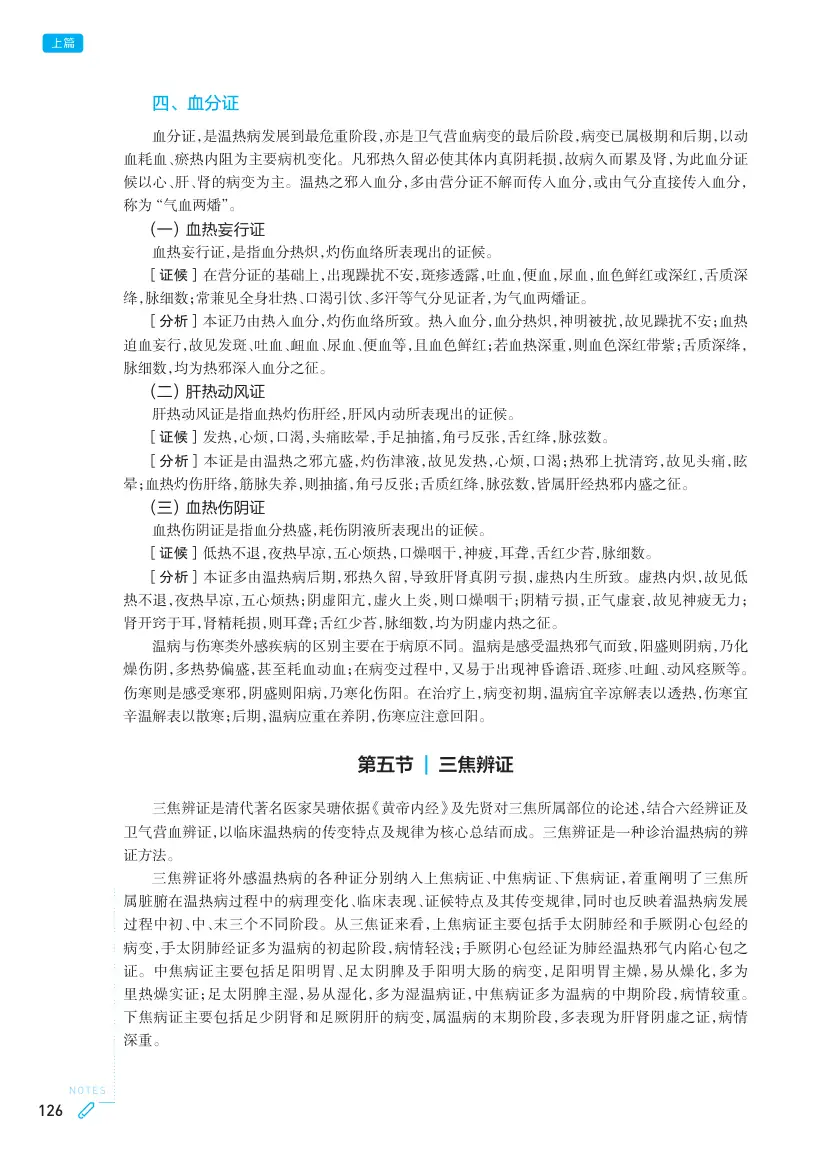 上篇
四、血分证
血分证,是温热病发展到最危重阶段,亦是卫气营血病变的最后阶段,病变已属极期和后期,以动
血耗血、瘀热内阻为主要病机变化。凡邪热久留必使其体内真阴耗损,故病久而累及肾,为此血分证
候以心、肝、肾的病变为主。温热之邪入血分,多由营分证不解而传入血分,或由气分直接传入血分,
称为“气血两燔”。
(一)血热妄行证
血热妄行证,是指血分热炽,灼伤血络所表现出的证候。
[证候]在营分证的基础上,出现躁扰不安,斑疹透露,吐血,便血,尿血,血色鲜红或深红,舌质深
绛,脉细数;常兼见全身壮热、口渴引饮、多汗等气分见证者,为气血两燔证。
[分析]本证乃由热入血分,灼伤血络所致。热入血分,血分热炽,神明被扰,故见躁扰不安;血热
迫血妄行,故见发斑、吐血、衄血、尿血、便血等,且血色鲜红;若血热深重,则血色深红带紫;舌质深绛,
脉细数,均为热邪深入血分之征。
(二)肝热动风证
肝热动风证是指血热灼伤肝经,肝风内动所表现出的证候。
[证候]发热,心烦,口渴,头痛眩晕,手足抽搐,角弓反张,舌红绛,脉弦数。
[分析]本证是由温热之邪亢盛,灼伤津液,故见发热,心烦,口渴;热邪上扰清窍,故见头痛,眩
晕;血热灼伤肝络,筋脉失养,则抽搐,角弓反张;舌质红绛,脉弦数,皆属肝经热邪内盛之征。
(三)血热伤阴证
血热伤阴证是指血分热盛,耗伤阴液所表现出的证候。
[证候]低热不退,夜热早凉,五心烦热,口燥咽干,神疲,耳聋,舌红少苔,脉细数。
[分析]本证多由温热病后期,邪热久留,导致肝肾真阴亏损,虚热内生所致。虚热内炽,故见低
热不退,夜热早凉,五心烦热;阴虚阳亢,虚火上炎,则口燥咽干;阴精亏损,正气虚衰,故见神疲无力;
肾开窍于耳,肾精耗损,则耳聋;舌红少苔,脉细数,均为阴虚内热之征。
温病与伤寒类外感疾病的区别主要在于病原不同。温病是感受温热邪气而致,阳盛则阴病,乃化
燥伤阴,多热势偏盛,甚至耗血动血;在病变过程中,又易于出现神昏谵语、斑疹、吐衄、动风痉厥等。
伤寒则是感受寒邪,阴盛则阳病,乃寒化伤阳。在治疗上,病变初期,温病宜辛凉解表以透热,伤寒宜
辛温解表以散寒;后期,温病应重在养阴,伤寒应注意回阳。
第五节 | 三焦辨证
三焦辨证是清代著名医家吴瑭依据《黄帝内经》及先贤对三焦所属部位的论述,结合六经辨证及
卫气营血辨证,以临床温热病的传变特点及规律为核心总结而成。三焦辨证是一种诊治温热病的辨
证方法。
三焦辨证将外感温热病的各种证分别纳入上焦病证、中焦病证、下焦病证,着重阐明了三焦所
属脏腑在温热病过程中的病理变化、临床表现、证候特点及其传变规律,同时也反映着温热病发展
过程中初、中、末三个不同阶段。从三焦证来看,上焦病证主要包括手太阴肺经和手厥阴心包经的
病变,手太阴肺经证多为温病的初起阶段,病情轻浅;手厥阴心包经证为肺经温热邪气内陷心包之
证。中焦病证主要包括足阳明胃、足太阴脾及手阳明大肠的病变,足阳明胃主燥,易从燥化,多为
里热燥实证;足太阴脾主湿,易从湿化,多为湿温病证,中焦病证多为温病的中期阶段,病情较重。
下焦病证主要包括足少阴肾和足厥阴肝的病变,属温病的末期阶段,多表现为肝肾阴虚之证,病情
深重。
NOTES
126